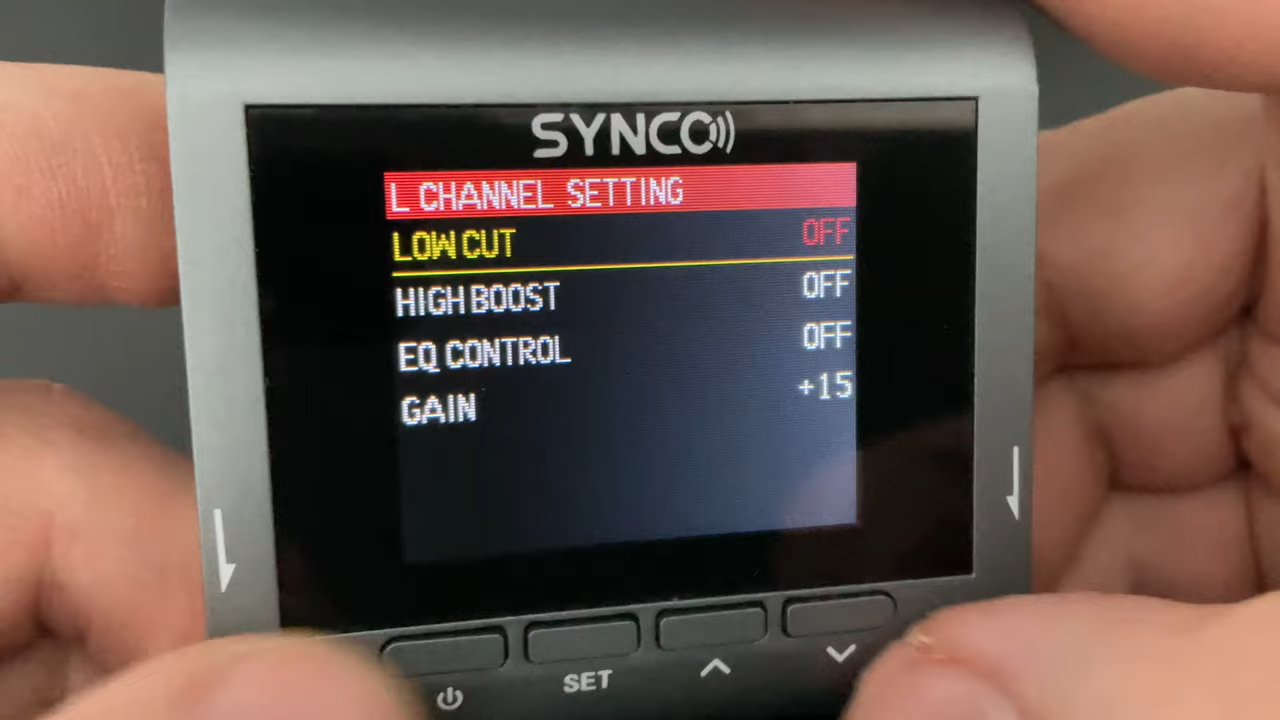 SYNCO
L CHANNEL SETTING
LOW CUT OFF
HIGH BOOST OFF
EQ CONTROL OFF
GAIN +15
SET